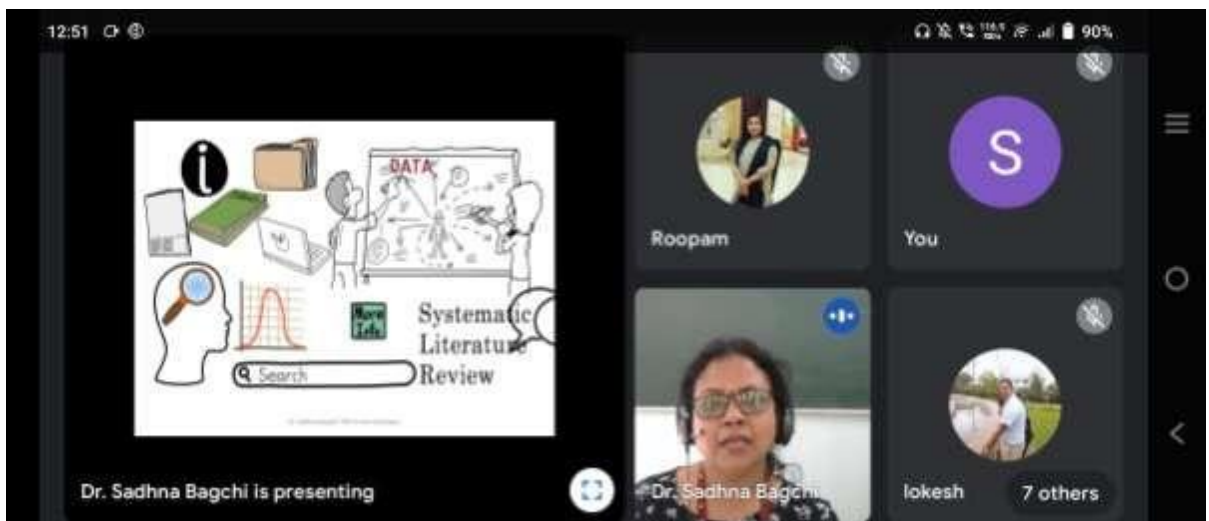 12:51
90%
DATA
More
Info
Systematic
Literature
Review
Search
Dr. Sadhna Bagchi is presenting
Roopam
S
You
Dr. Sadhna Bagchi
lokesh
7 others